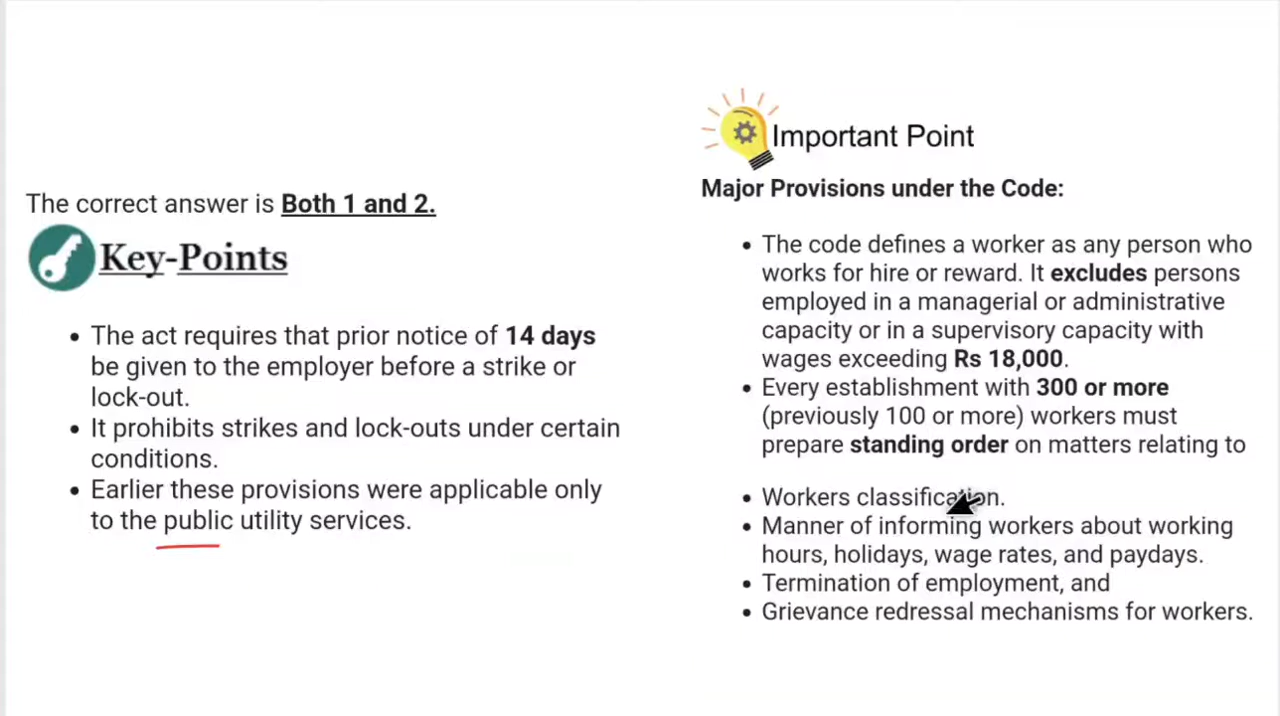 The correct answer is Both 1 and 2.
Key-Points
• The act requires that prior notice of 14 days
be given to the employer before a strike or
lock-out.
• It prohibits strikes and lock-outs under certain
conditions.
• Earlier these provisions were applicable only
to the public utility services.
Important Point
Major Provisions under the Code:
• The code defines a worker as any person who
works for hire or reward. It excludes persons
employed in a managerial or administrative
capacity or in a supervisory capacity with
wages exceeding Rs 18,000.
• Every establishment with 300 or more
(previously 100 or more) workers must
prepare standing order on matters relating to
• Workers classification.
• Manner of informing workers about working
hours, holidays, wage rates, and paydays.
• Termination of employment, and
• Grievance redressal mechanisms for workers.